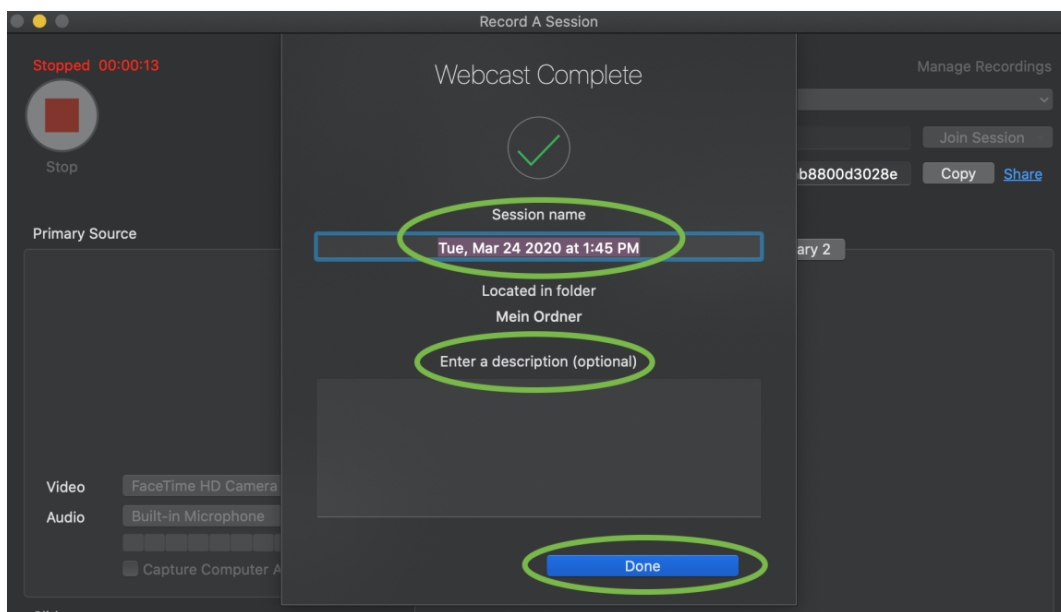 Record A Session
Stopped 00:00:13
Stop
Primary Source
Video FaceTime HD Camera
Audio Built-in Microphone
Capture Computer A
Webcast Complete
Session name
Tue, Mar 24 2020 at 1:45 PM
Located in folder
Mein Ordner
Enter a description (optional)
Done
Manage Recordings
Join Session
b8800d3028e Copy Share
ary 2